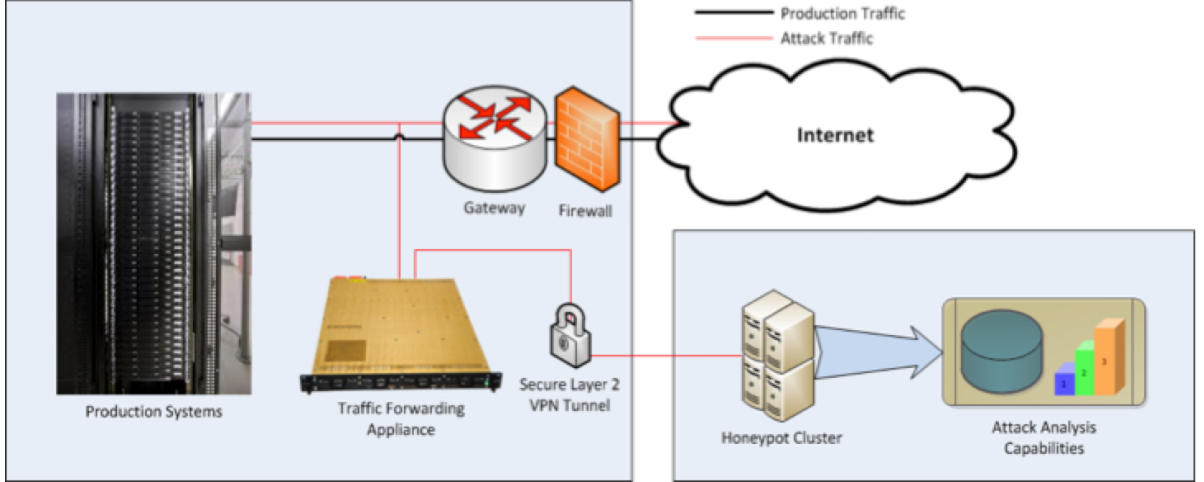 Production Traffic
Attack Traffic
Internet
Gateway
Firewall
Production Systems
Traffic Forwarding
Appliance
Secure Layer 2
VPN Tunnel
Honeypot Cluster
1
2
3
Attack Analysis
Capabilities